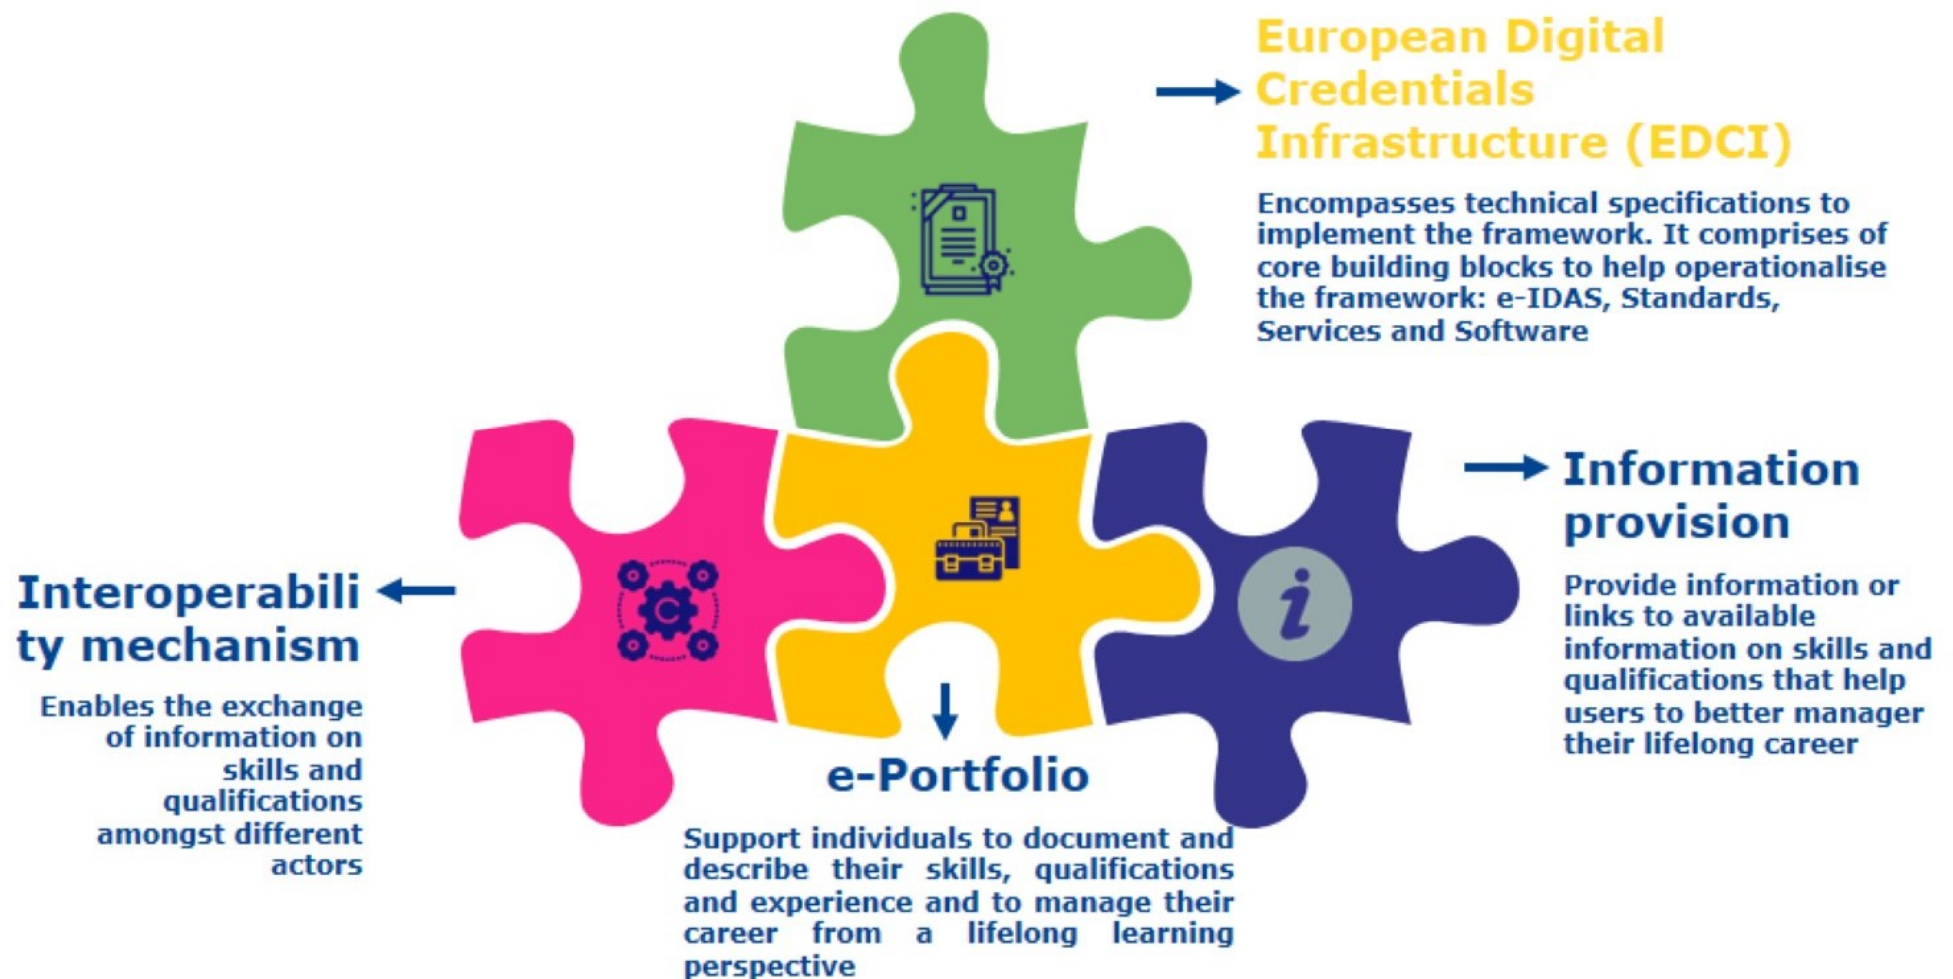 European Digital
Credentials
Infrastructure (EDCI)
Encompasses technical specifications to
implement the framework. It comprises of
core building blocks to help operationalise
the framework: e-IDAS, Standards,
Services and Software
Information
provision
Provide information or
links to available
information on skills and
qualifications that help
users to better manager
their lifelong career
Interoperabili
ty mechanism
Enables the exchange
of information on
skills and
qualifications
amongst different
actors
e-Portfolio
Support individuals to document and
describe their skills, qualifications
and experience and to manage their
career from a lifelong learning
perspective